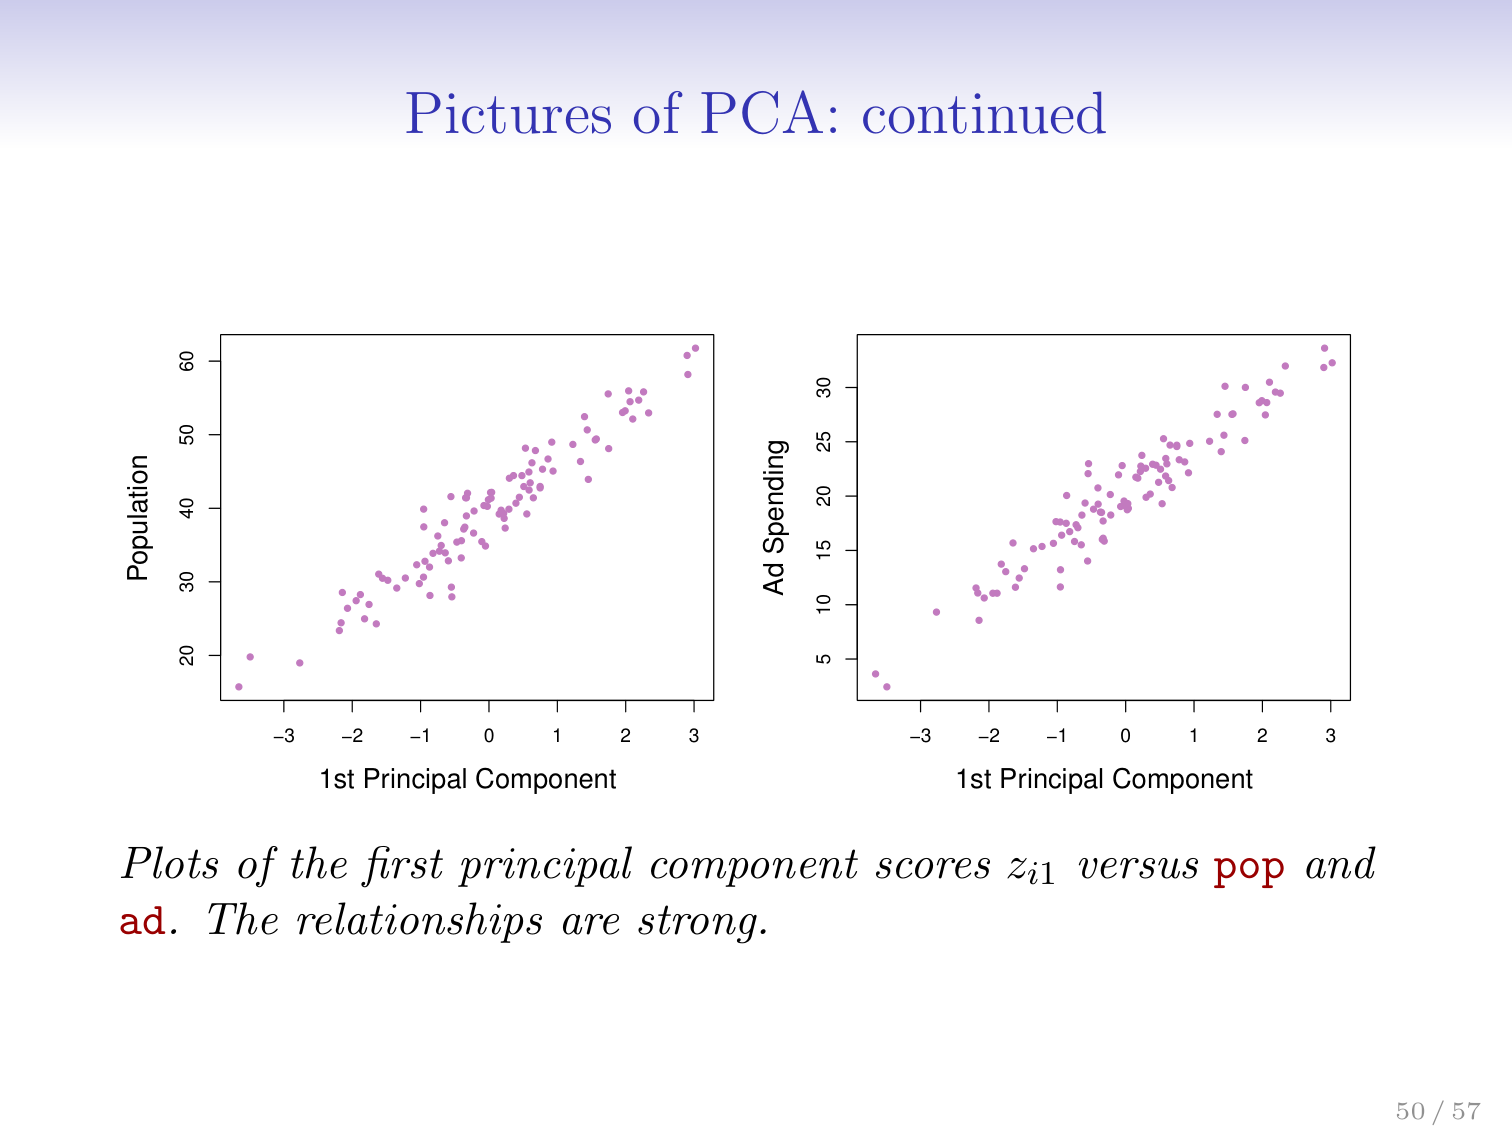 Pictures of PCA: continued
Population
20 30 40 50 60
−3 −2 −1 0 1 2 3
1st Principal Component
Ad Spending
5 10 15 20 25 30
−3 −2 −1 0 1 2 3
1st Principal Component
Plots of the first principal component scores zi1 versus pop and
ad. The relationships are strong.
50 / 57